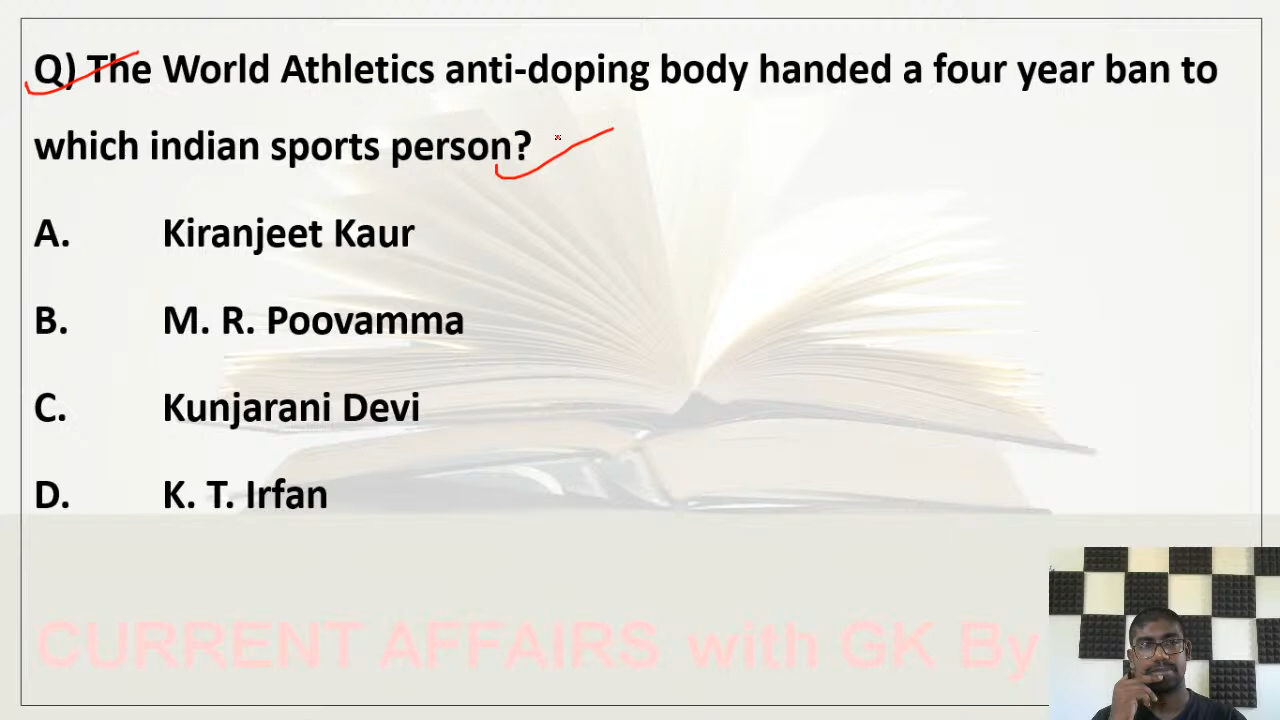 Q) The World Athletics anti-doping body handed a four year ban to
which indian sports person?
A. Kiranjeet Kaur
B. M. R. Poovamma
C. Kunjarani Devi
D. K. T. Irfan
CURRENT AFFAIRS with GK By